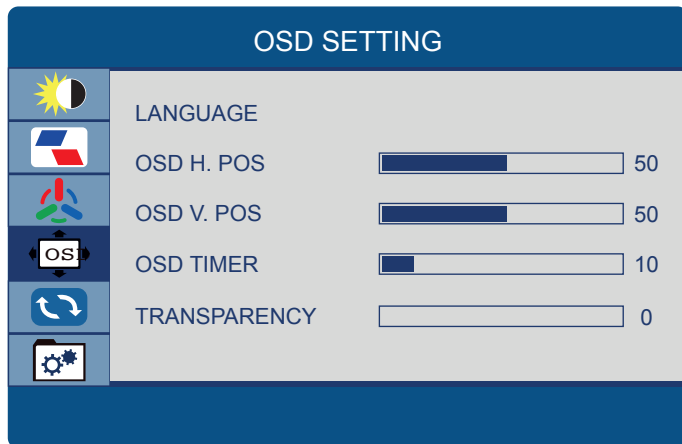 OSD SETTING
LANGUAGE
OSD H. POS 50
OSD V. POS 50
OSD
OSD TIMER 10
TRANSPARENCY 0